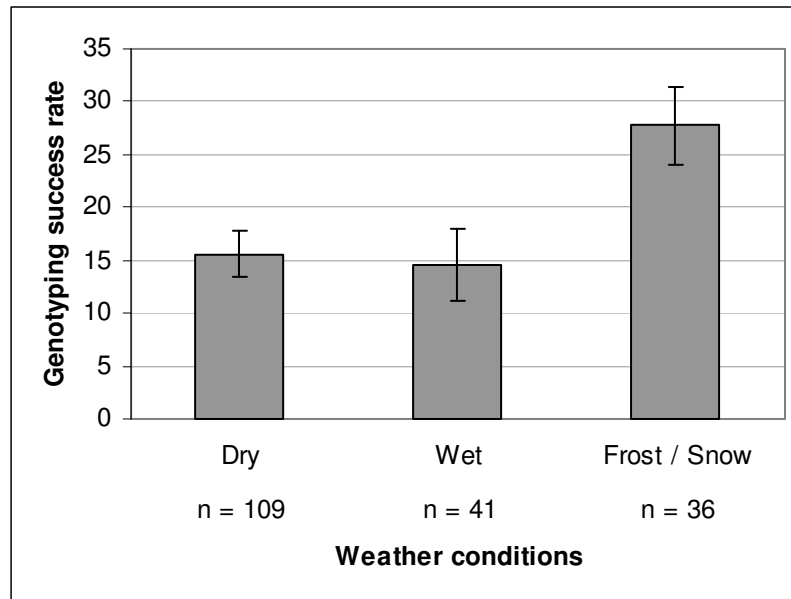 35
30
25
20
15
10
5
0
Genotyping success rate
Dry Wet Frost / Snow
n = 109 n = 41 n = 36
Weather conditions